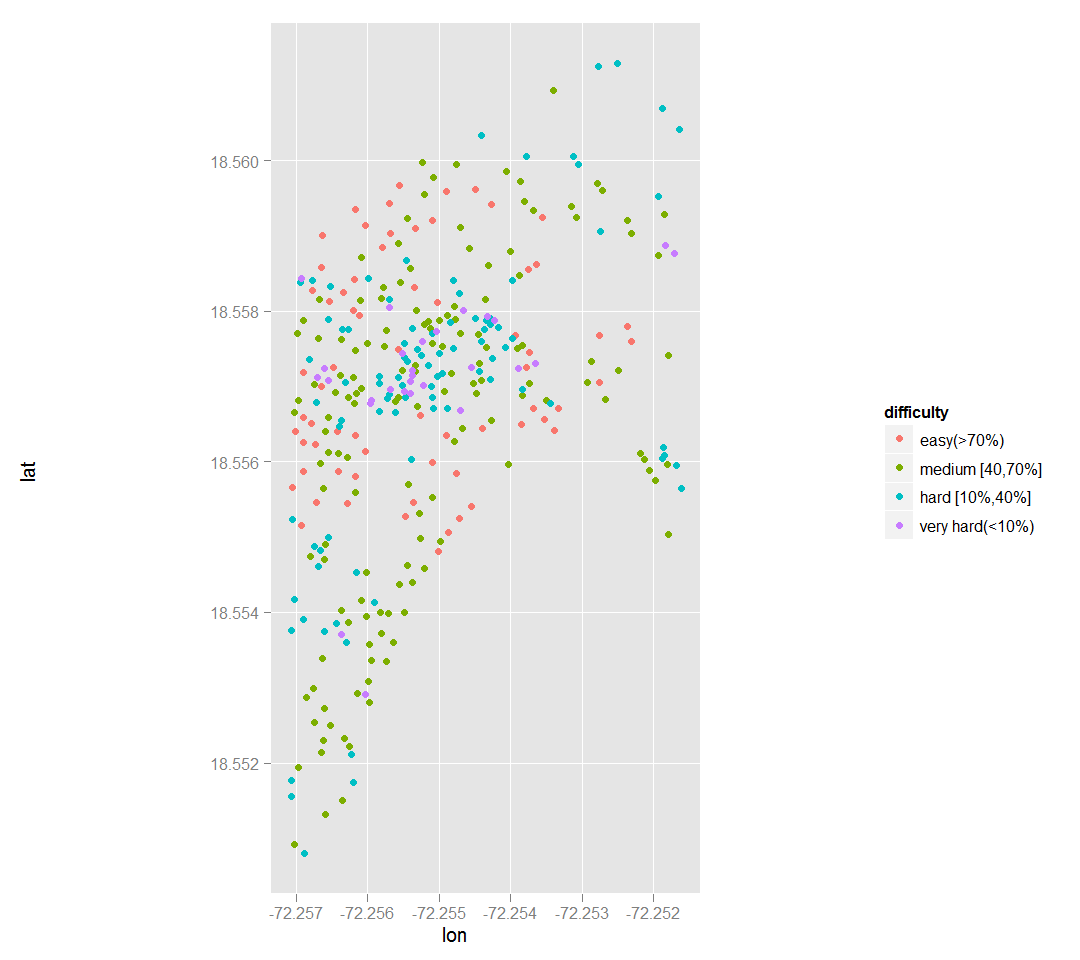 18.560
18.558
18.556
18.554
18.552
lat
-72.257 -72.256 -72.255 -72.254 -72.253 -72.252
lon
difficulty
easy(>70%)
medium [40,70%]
hard [10%,40%]
very hard(<10%)